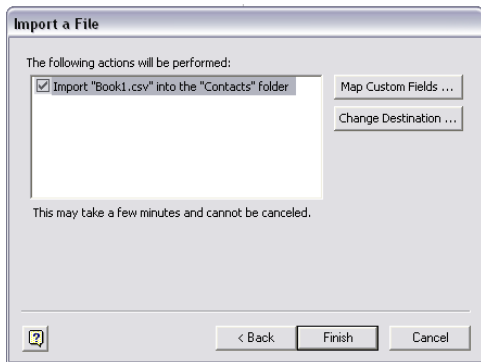 Import a File
The following actions will be performed:
Import "Book1.csv" into the "Contacts" folder
Map Custom Fields ...
Change Destination ...
This may take a few minutes and cannot be canceled.
?
< Back
Finish
Cancel